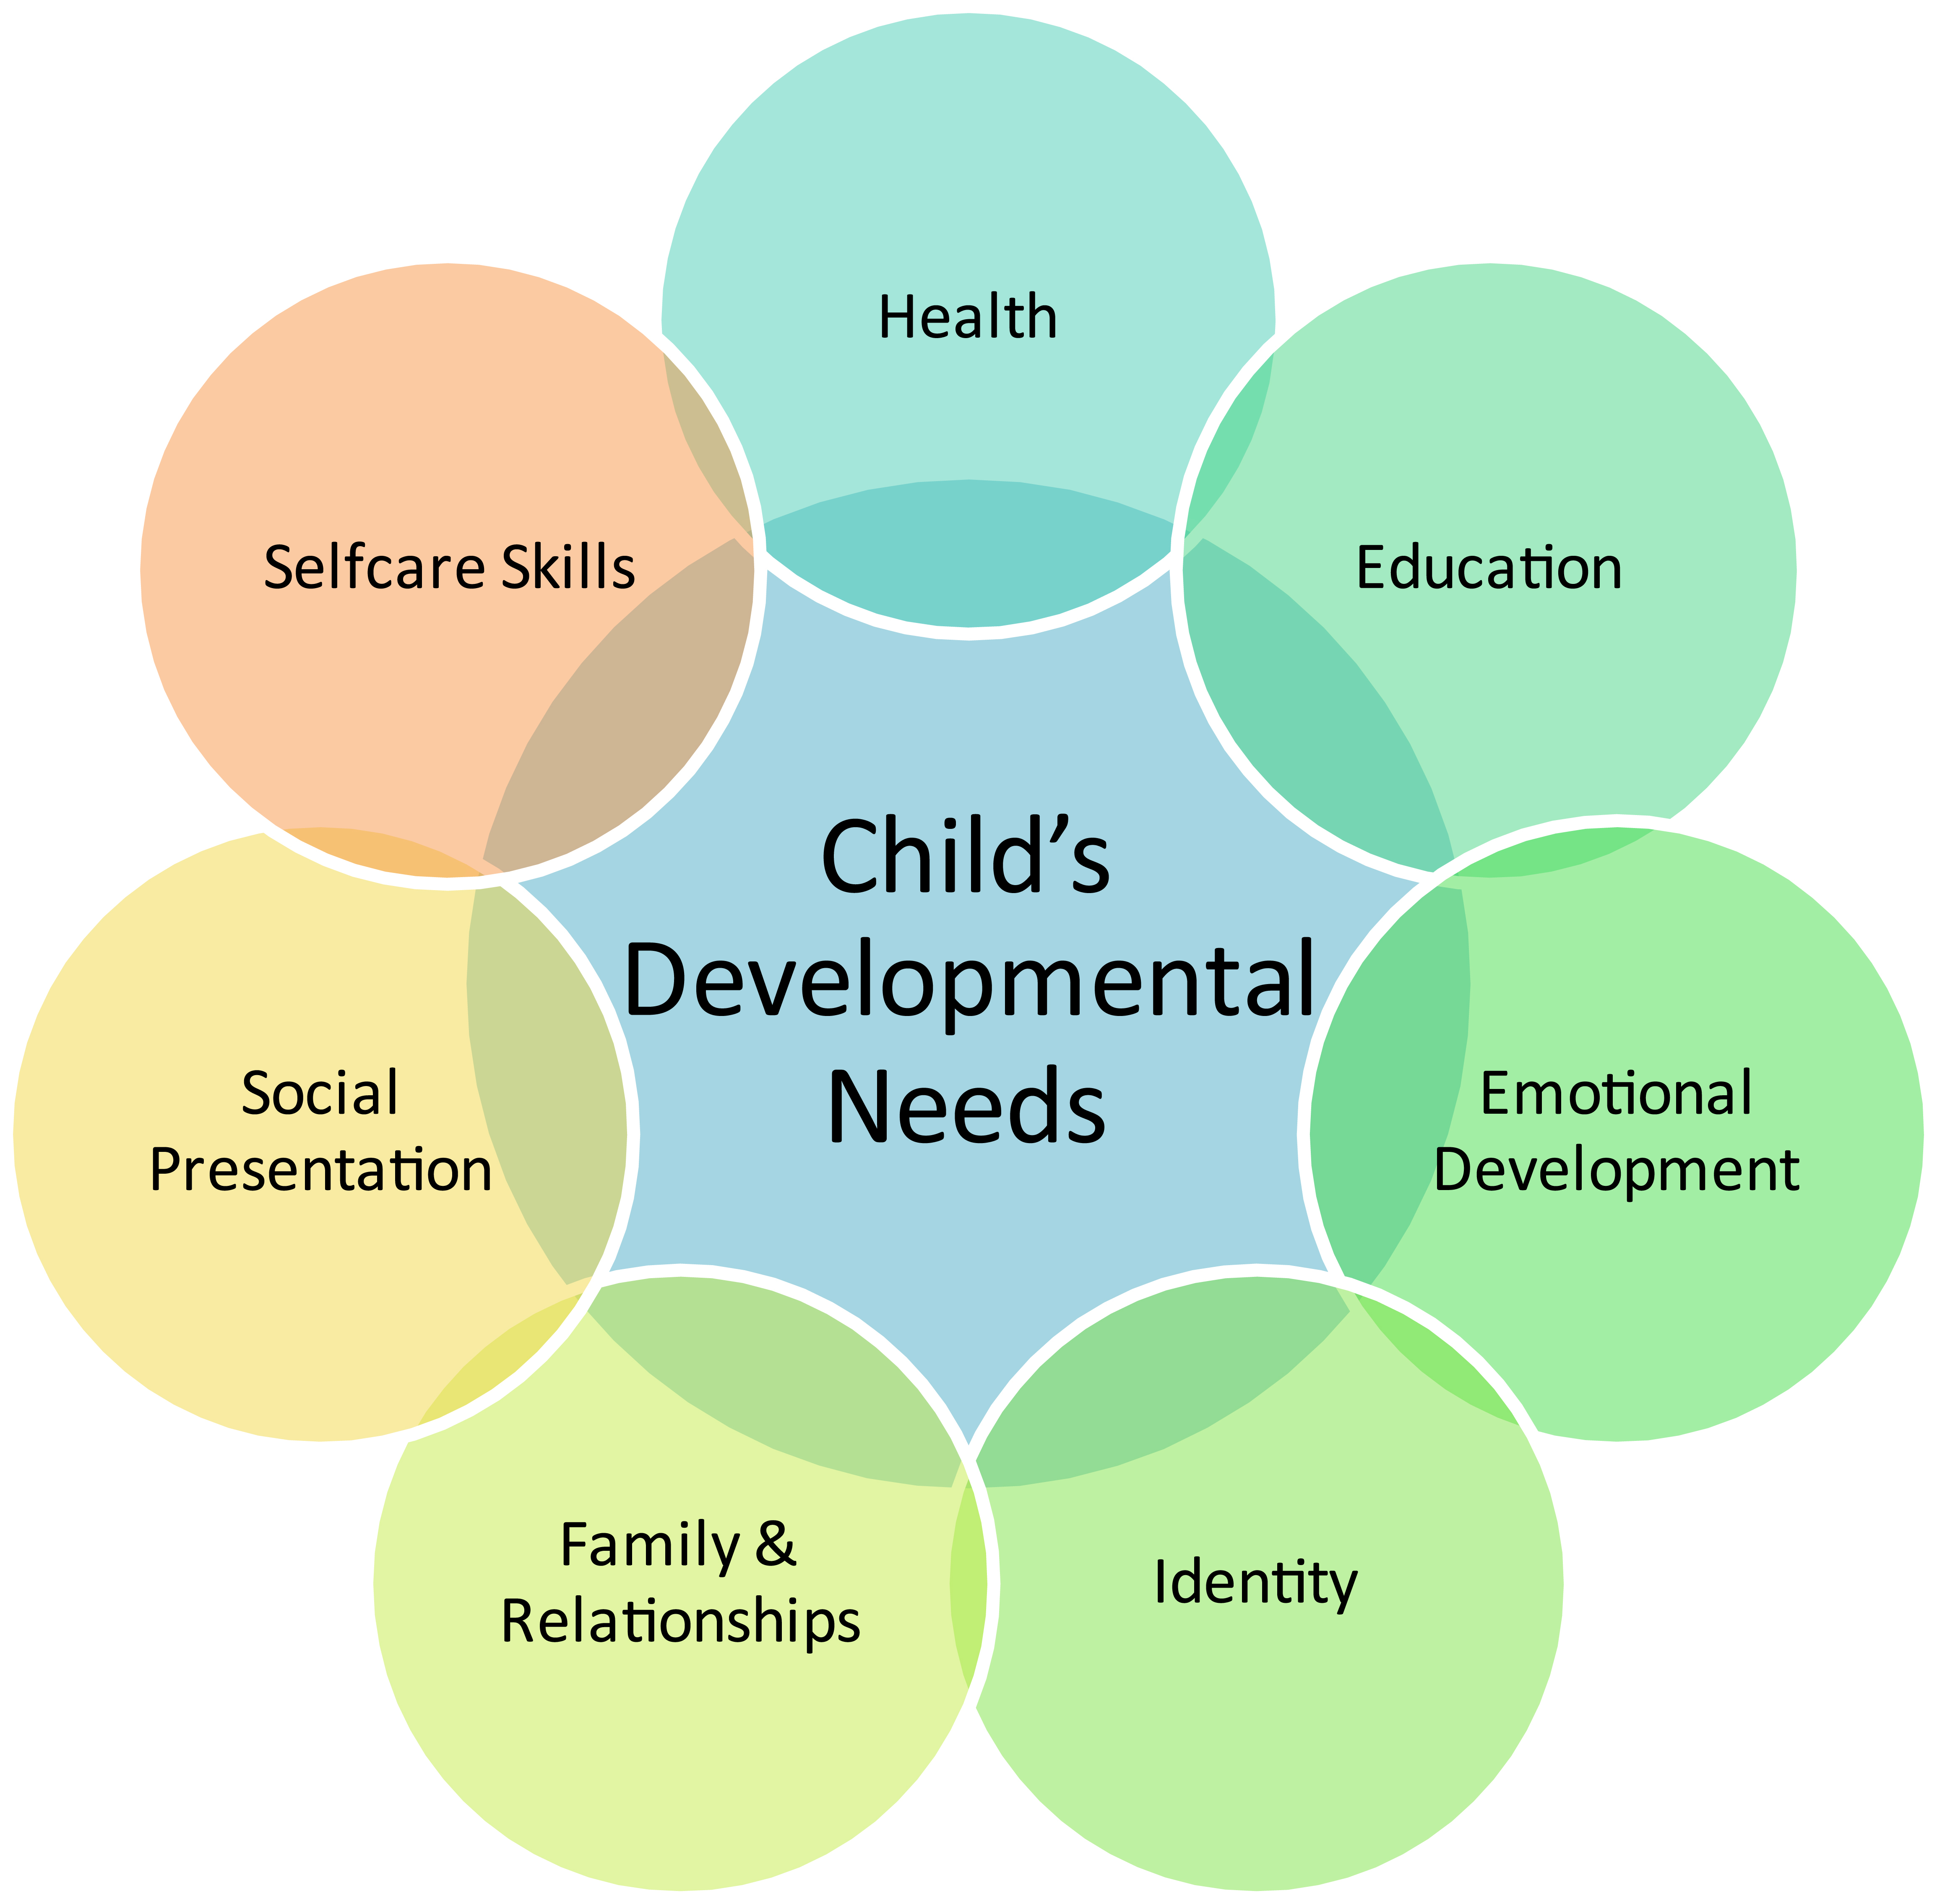 Health
Selfcare Skills
Education
Child’s
Developmental
Needs
Social
Presentation
Emotional
Development
Family &
Relationships
Identity